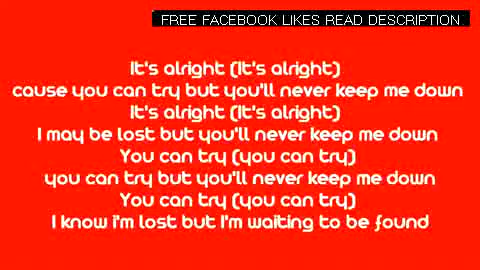 FREE FACEBOOK LIKES READ DESCRIPTION
It's alright (It's alright)
cause you can try but you'll never keep me down
It's alright (It's alright)
I may be lost but you'll never keep me down
You can try (you can try)
you can try but you'll never keep me down
You can try (you can try)
I know i'm lost but I'm waiting to be found